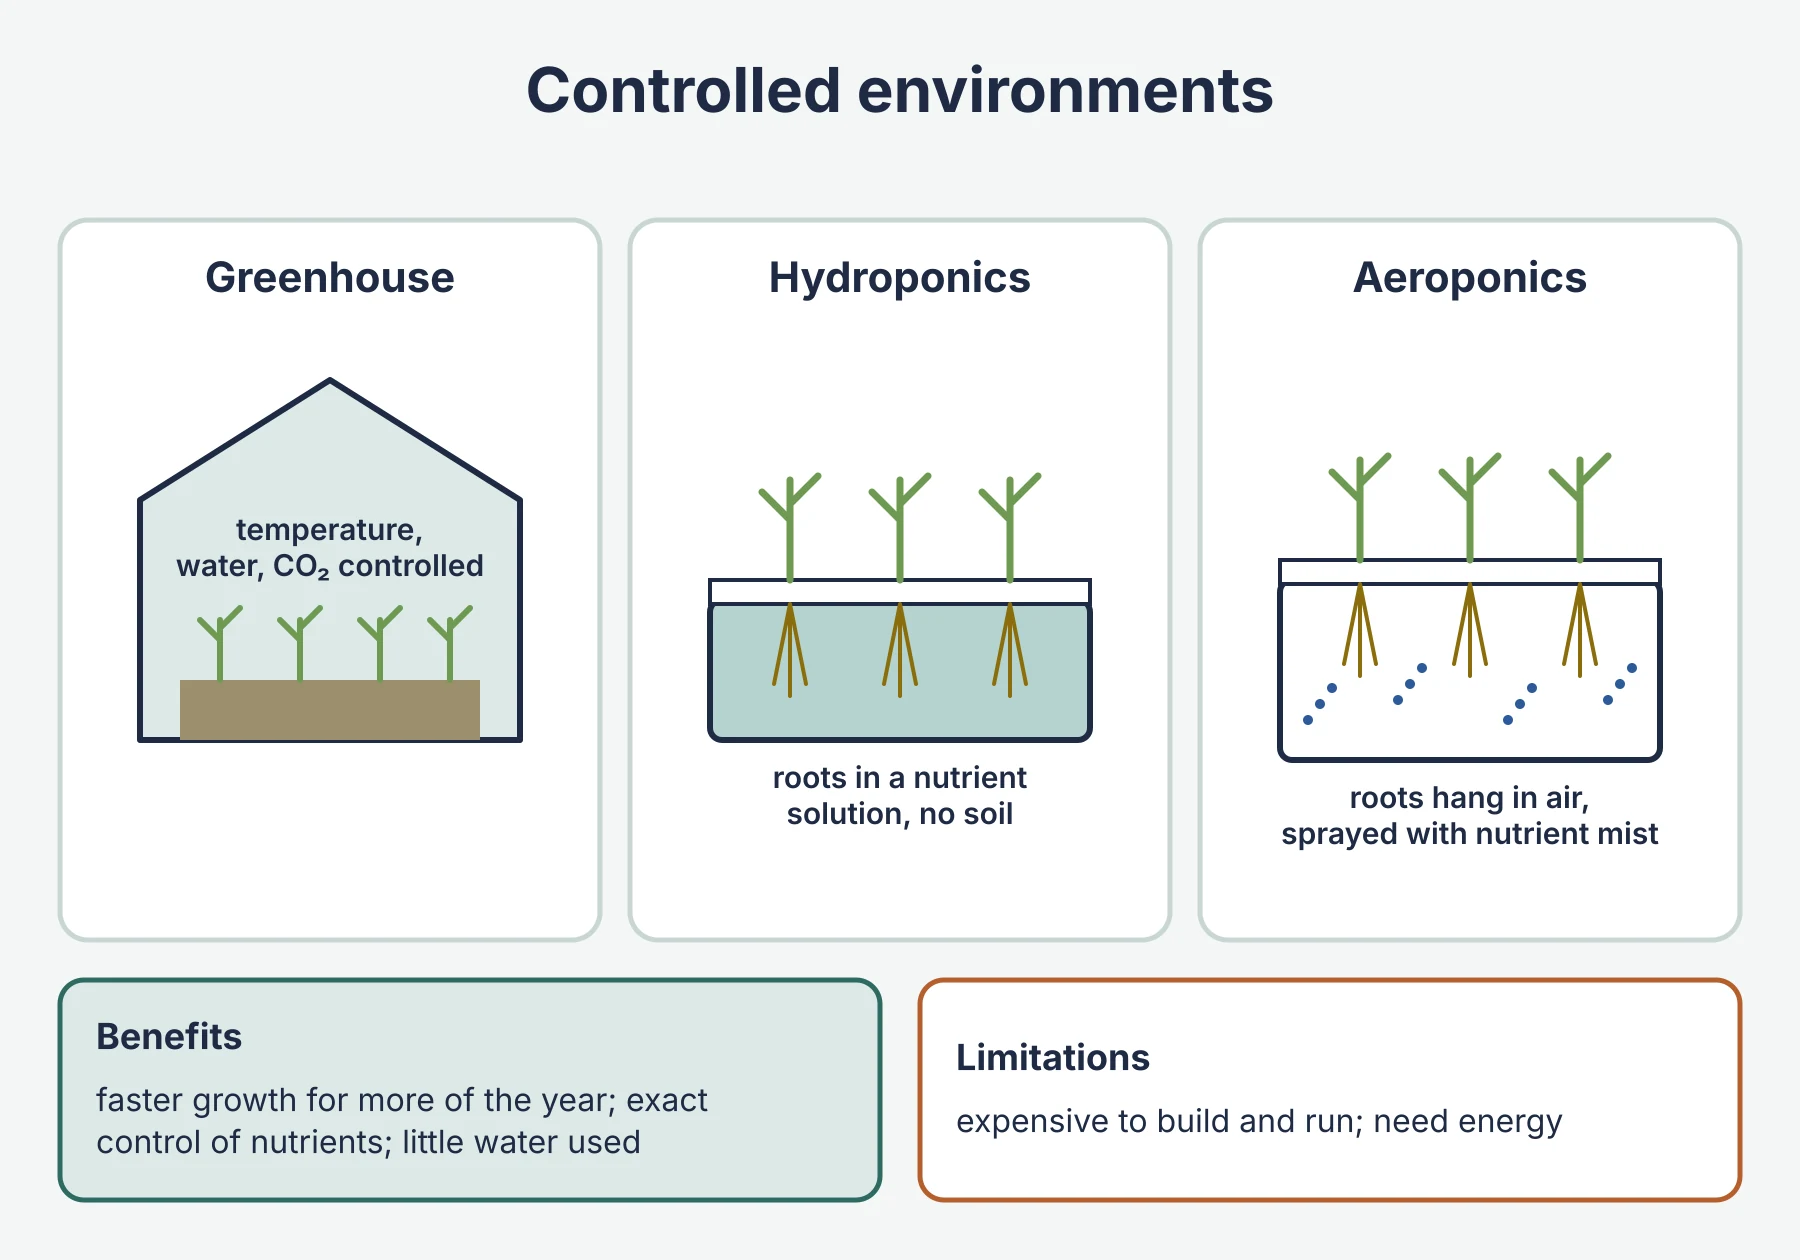 Controlled environments
Greenhouse
temperature,
water, CO₂ controlled
Hydroponics
roots in a nutrient
solution, no soil
Aeroponics
roots hang in air,
sprayed with nutrient mist
Benefits
faster growth for more of the year; exact
control of nutrients; little water used
Limitations
expensive to build and run; need energy